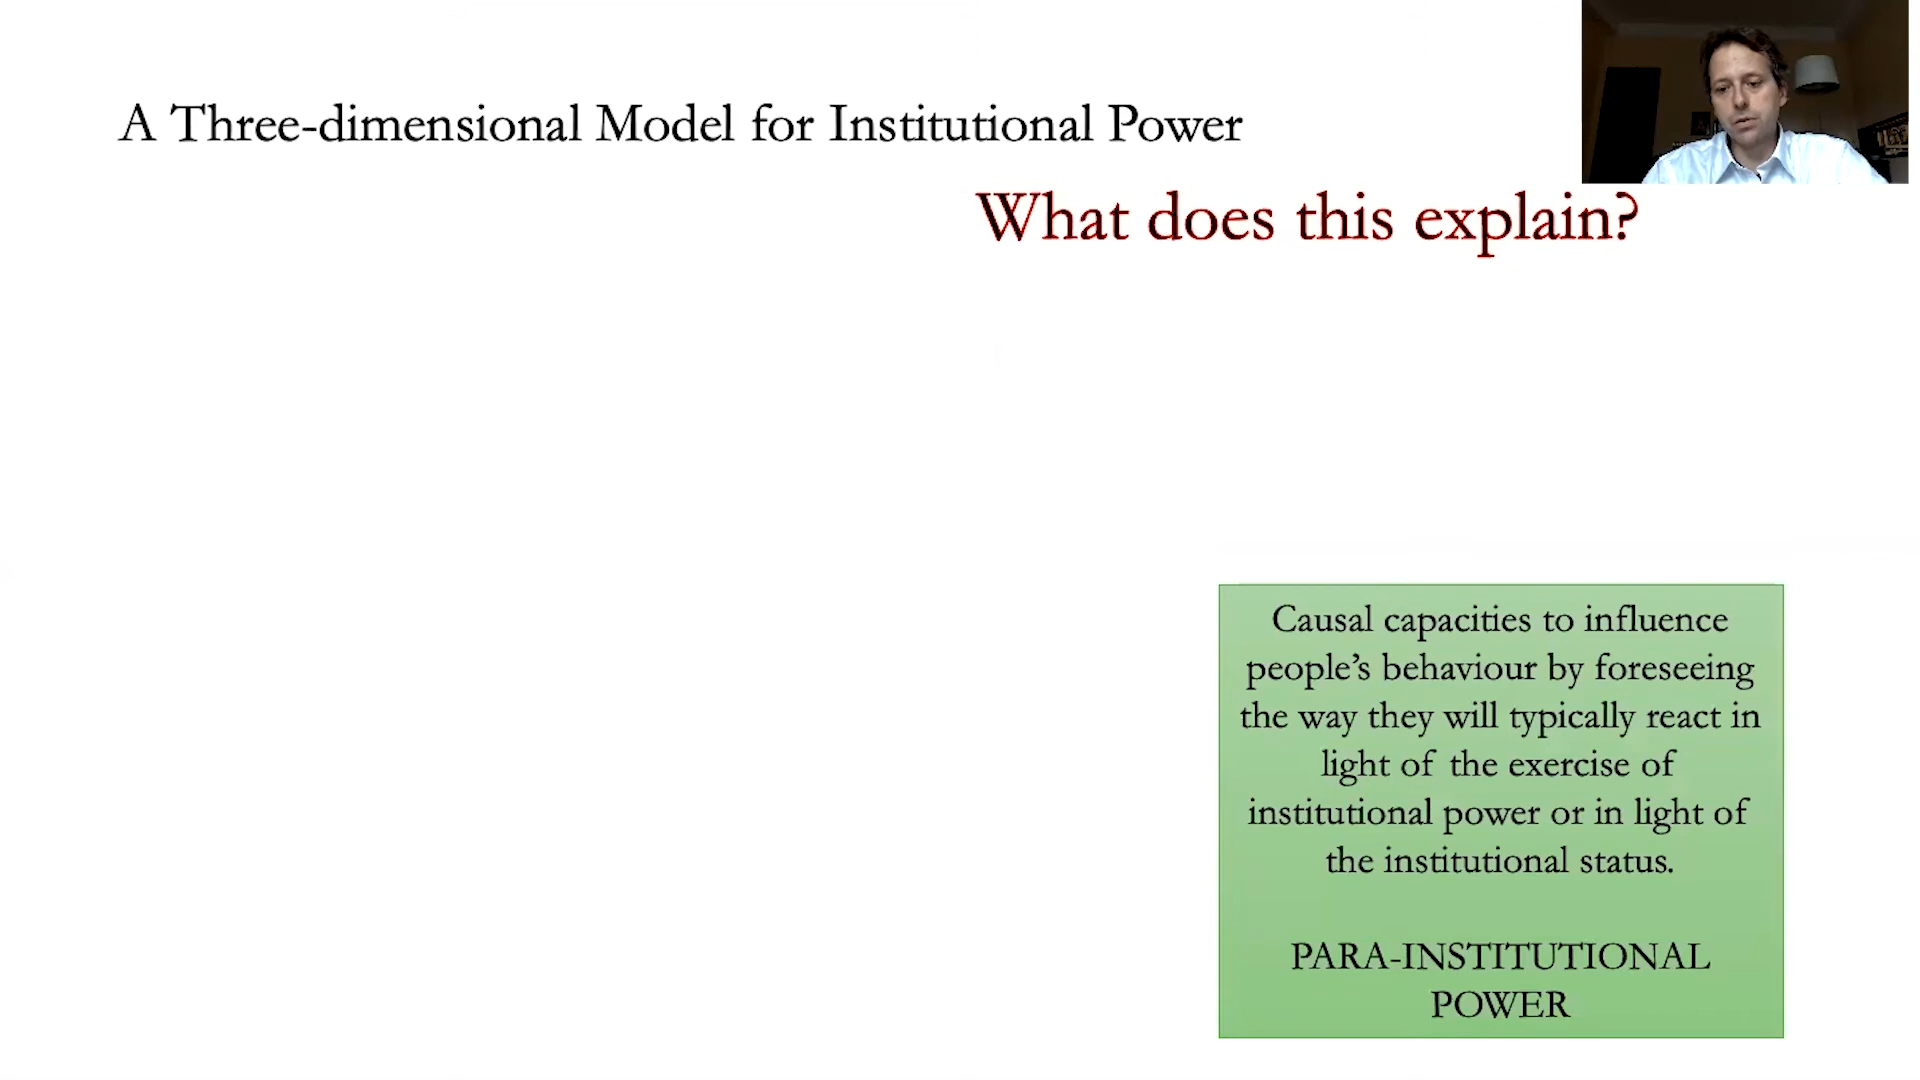 A Three-dimensional Model for Institutional Power
What does this explain?
Causal capacities to influence
people’s behaviour by foreseeing
the way they will typically react in
light of the exercise of
institutional power or in light of
the institutional status.
PARA-INSTITUTIONAL
POWER